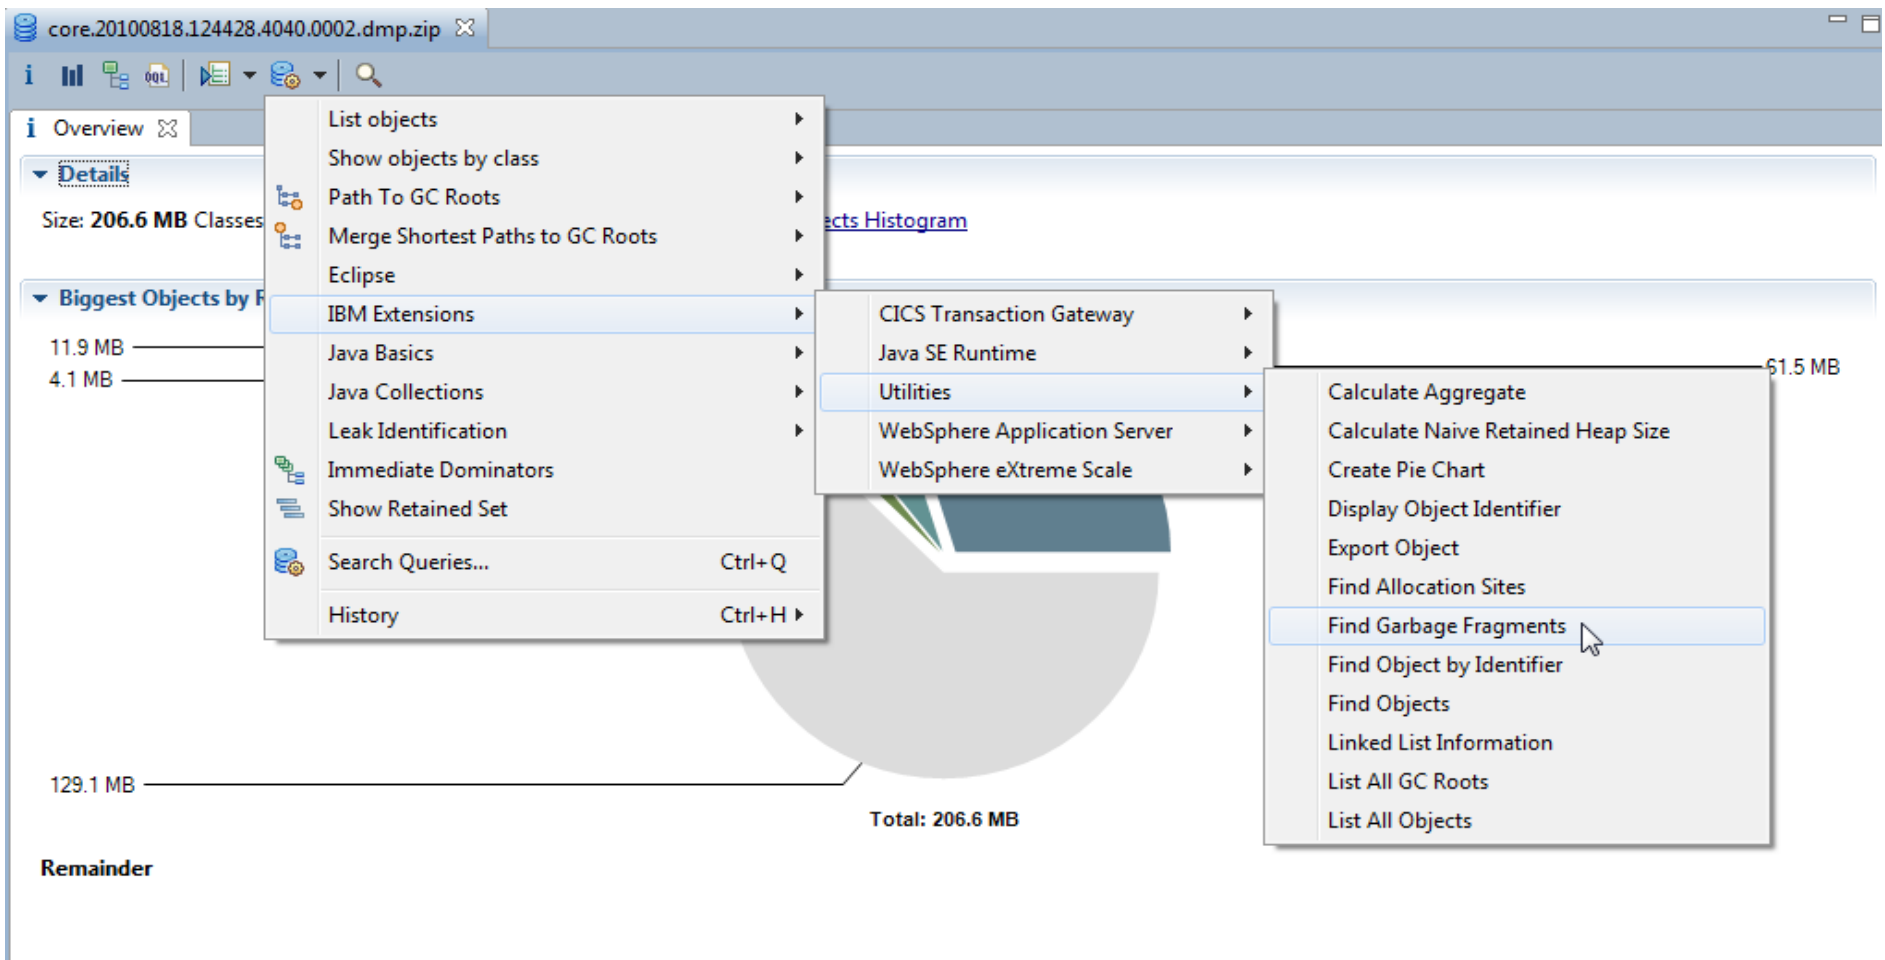 core.20100818.124428.4040.0002.dmp.zip
i OQL
i Overview
Details
Size: 206.6 MB Classes
ects Histogram
Biggest Objects by R
11.9 MB
4.1 MB
61.5 MB
129.1 MB
Total: 206.6 MB
Remainder
List objects
Show objects by class
Path To GC Roots
Merge Shortest Paths to GC Roots
Eclipse
IBM Extensions
Java Basics
Java Collections
Leak Identification
Immediate Dominators
Show Retained Set
Search Queries... Ctrl+Q
History Ctrl+H
CICS Transaction Gateway
Java SE Runtime
Utilities
WebSphere Application Server
WebSphere eXtreme Scale
Calculate Aggregate
Calculate Naive Retained Heap Size
Create Pie Chart
Display Object Identifier
Export Object
Find Allocation Sites
Find Garbage Fragments
Find Object by Identifier
Find Objects
Linked List Information
List All GC Roots
List All Objects